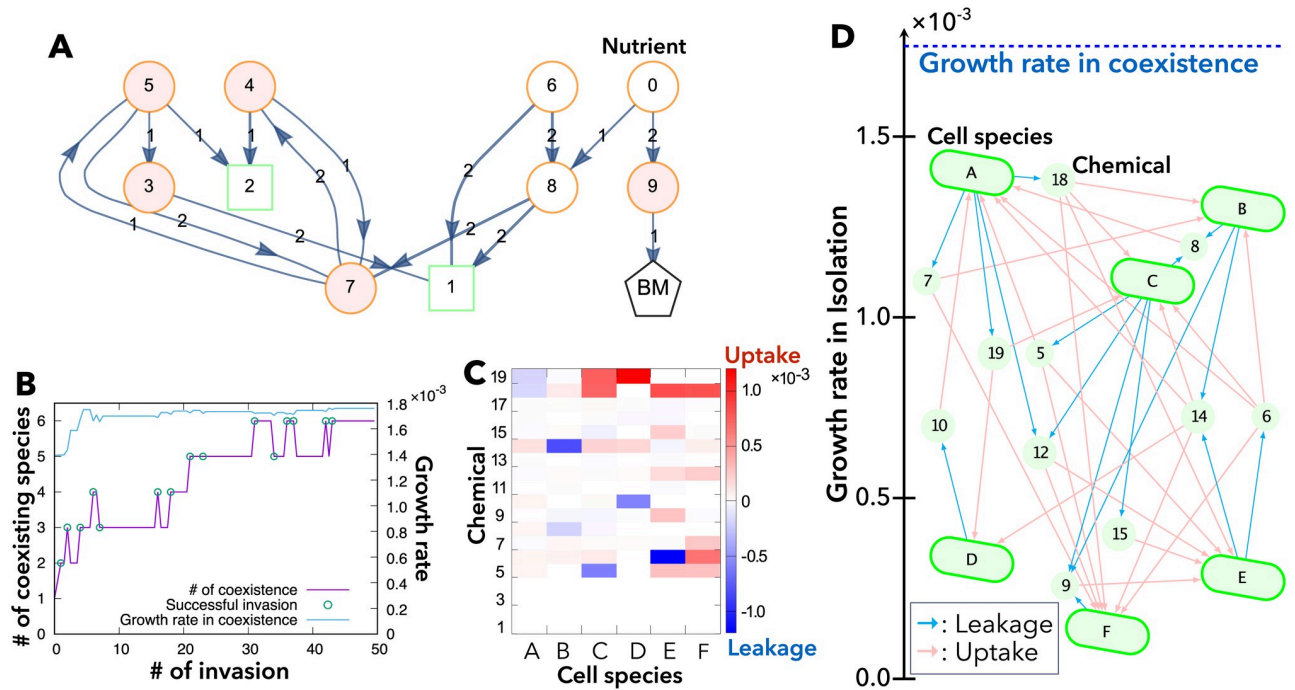 A
Nutrient
5
4
6
0
1
1
1
2
1
2
3
2
8
9
1
2
2
1
2
2
2
1
7
1
BM
B
# of coexisting species
6
5
4
3
2
1
0
0
10
20
30
40
50
# of invasion
×10⁻³
1.8
1.6
1.4
1.2
1.0
0.8
0.6
0.4
0.2
0
Growth rate
# of coexistence
Successful invasion
Growth rate in coexistence
C
Uptake
×10⁻³
Chemical
19
17
15
13
11
9
7
5
3
1
A B C D E F
Cell species
1.0
0.5
0
-0.5
-1.0
Leakage
D
×10⁻³
Growth rate in coexistence
Growth rate in Isolation
1.5
1.0
0.5
0.0
Cell species
Chemical
A
18
B
8
C
7
19
5
10
14
6
12
15
D
9
E
F
: Leakage
: Uptake